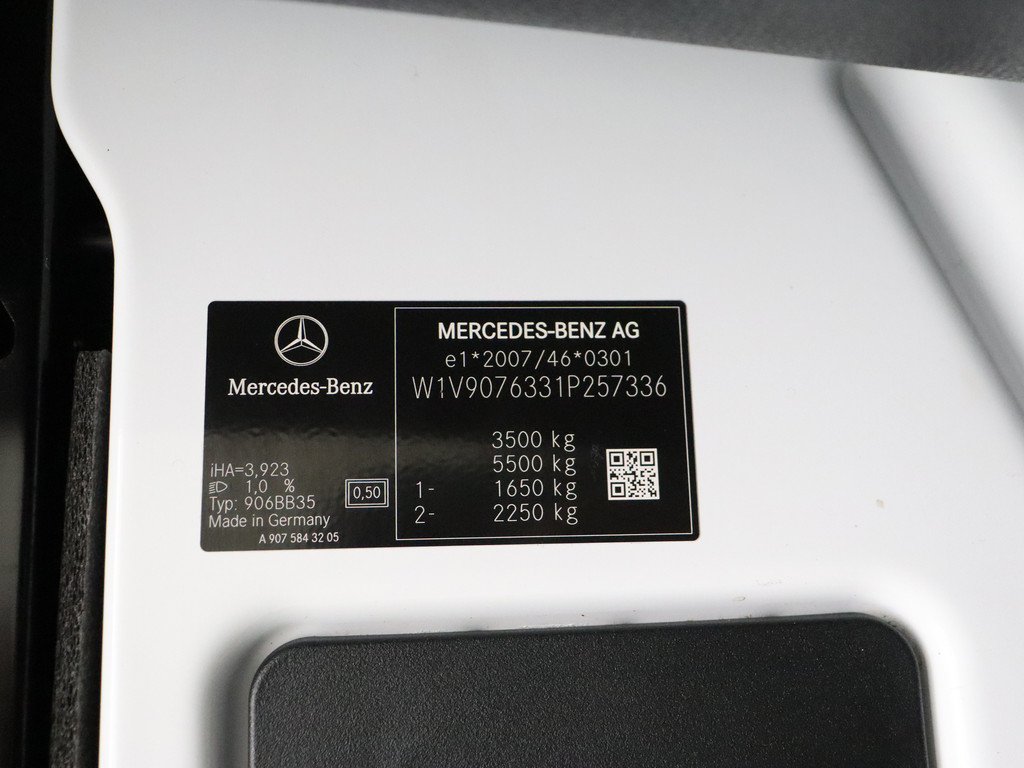 Mercedes-Benz
iHA=3,923
1,0 %
Typ: 906BB35
Made in Germany
A 907 584 32 05
0,50
MERCEDES-BENZ AG
e1*2007/46*0301
W1V9076331P257336
3500 kg
5500 kg
1- 1650 kg
2- 2250 kg